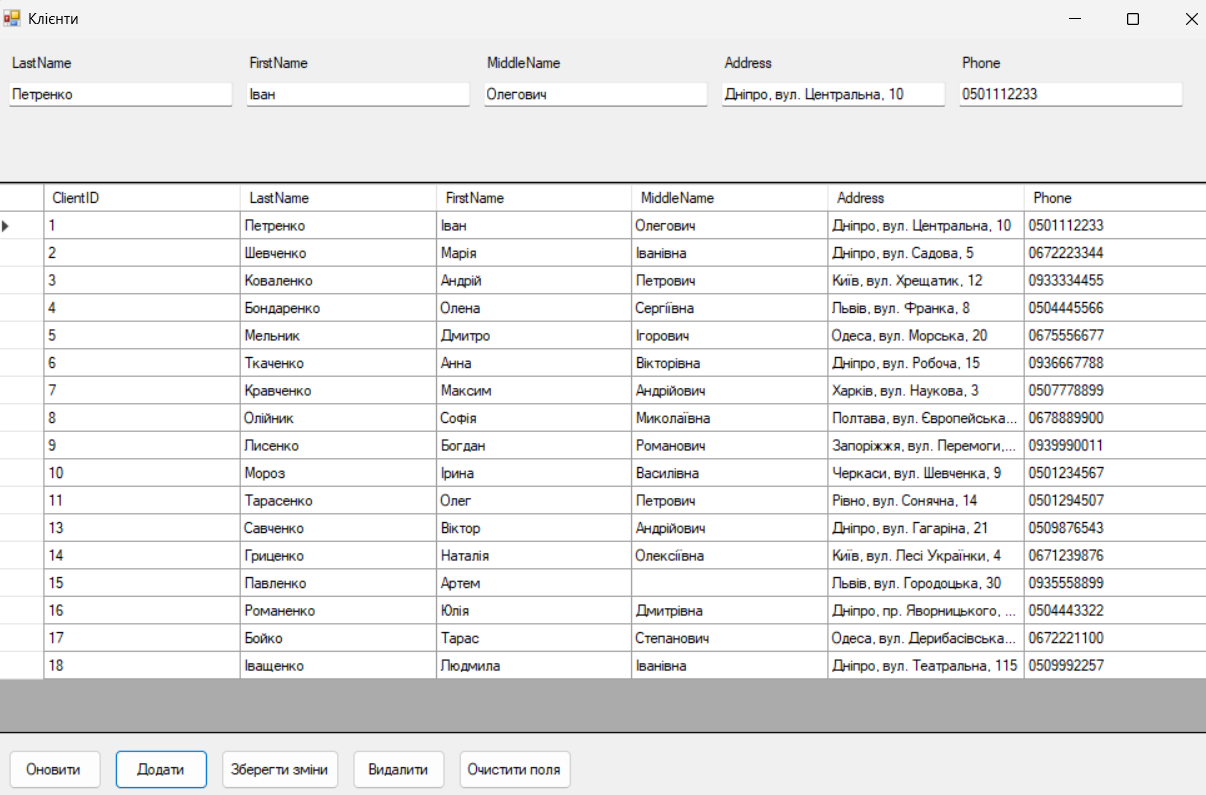 Клієнти
LastName FirstName MiddleName Address Phone
Петренко Іван Олегович Дніпро, вул. Центральна, 10 0501112233
ClientID LastName FirstName MiddleName Address Phone
1 Петренко Іван Олегович Дніпро, вул. Центральна, 10 0501112233
2 Шевченко Марія Іванівна Дніпро, вул. Садова, 5 0672223344
3 Коваленко Андрій Петрович Київ, вул. Хрещатик, 12 0933334455
4 Бондаренко Олена Сергіївна Львів, вул. Франка, 8 0504445566
5 Мельник Дмитро Ігорович Одеса, вул. Морська, 20 0675556677
6 Ткаченко Анна Вікторівна Дніпро, вул. Робоча, 15 0936667788
7 Кравченко Максим Андрійович Харків, вул. Наукова, 3 0507778899
8 Олійник Софія Миколаївна Полтава, вул. Європейська... 0678889900
9 Лисенко Богдан Романович Запоріжжя, вул. Перемоги,... 0939990011
10 Мороз Ірина Василівна Черкаси, вул. Шевченка, 9 0501234567
11 Тарасенко Олег Петрович Рівно, вул. Сонячна, 14 0501294507
13 Савченко Віктор Андрійович Дніпро, вул. Гагаріна, 21 0509876543
14 Гриценко Наталія Олексіївна Київ, вул. Лесі Українки, 4 0671239876
15 Павленко Артем Львів, вул. Городоцька, 30 0935558899
16 Романенко Юлія Дмитрівна Дніпро, пр. Яворницького, ... 0504443322
17 Бойко Тарас Степанович Одеса, вул. Дерибасівська... 0672221100
18 Іващенко Людмила Іванівна Дніпро, вул. Театральна, 115 0509992257
Оновити Додати Зберегти зміни Видалити Очистити поля